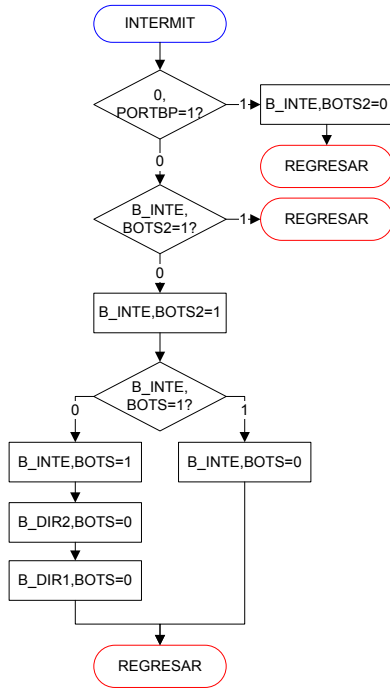 INTERMIT
0,
PORTBP=1?
1
B_INTE,BOTS2=0
REGRESAR
0
B_INTE,
BOTS2=1?
1
REGRESAR
0
B_INTE,BOTS2=1
B_INTE,
BOTS=1?
0
1
B_INTE,BOTS=1
B_INTE,BOTS=0
B_DIR2,BOTS=0
B_DIR1,BOTS=0
REGRESAR